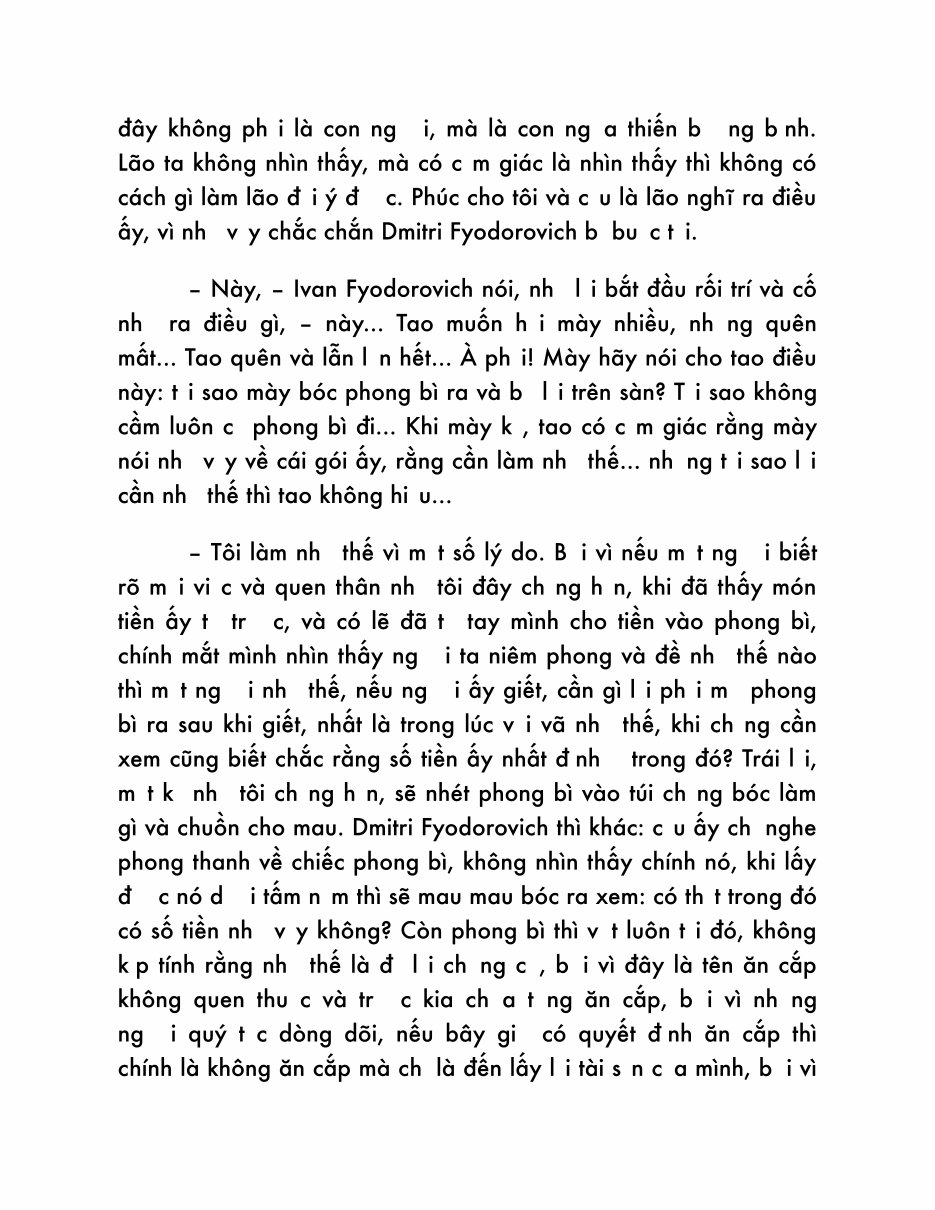 đây không ph i là con ng i, mà là con ng a thiến b ng b nh.
Lão ta không nhìn thấy, mà có c m giác là nhìn thấy thì không có
cách gì làm lão đ i ý đ c. Phúc cho tôi và c u là lão nghĩ ra điều
ấy, vì nh v y chắc chắn Dmitri Fyodorovich b bu c t i.
– Này, – Ivan Fyodorovich nói, nh l i bắt đầu rối trí và cố
nh ra điều gì, – này... Tao muốn h i mày nhiều, nh ng quên
mất... Tao quên và lẫn l n hết... À ph i! Mày hãy nói cho tao điều
này: t i sao mày bóc phong bì ra và b l i trên sàn? T i sao không
cầm luôn c phong bì đi... Khi mày k , tao có c m giác rằng mày
nói nh v y về cái gói ấy, rằng cần làm nh thế... nh ng t i sao l i
cần nh thế thì tao không hi u...
– Tôi làm nh thế vì m t số lý do. B i vì nếu m t ng i biết
rõ m i vi c và quen thân nh tôi đây ch ng h n, khi đã thấy món
tiền ấy t tr c, và có lẽ đã t tay mình cho tiền vào phong bì,
chính mắt mình nhìn thấy ng i ta niêm phong và đề nh thế nào
thì m t ng i nh thế, nếu ng i ấy giết, cần gì l i ph i m phong
bì ra sau khi giết, nhất là trong lúc v i vã nh thế, khi ch ng cần
xem cũng biết chắc rằng số tiền ấy nhất đ nh trong đó? Trái l i,
m t k nh tôi ch ng h n, sẽ nhét phong bì vào túi ch ng bóc làm
gì và chuồn cho mau. Dmitri Fyodorovich thì khác: c u ấy ch nghe
phong thanh về chiếc phong bì, không nhìn thấy chính nó, khi lấy
đ c nó d i tấm n m thì sẽ mau mau bóc ra xem: có th t trong đó
có số tiền nh v y không? Còn phong bì thì v t luôn t i đó, không
k p tính rằng nh thế là đ l i ch ng c , b i vì đây là tên ăn cắp
không quen thu c và tr c kia ch a t ng ăn cắp, b i vì nh ng
ng i quý t c dòng dõi, nếu bây gi có quyết đ nh ăn cắp thì
chính là không ăn cắp mà ch là đến lấy l i tài s n c a mình, b i vì